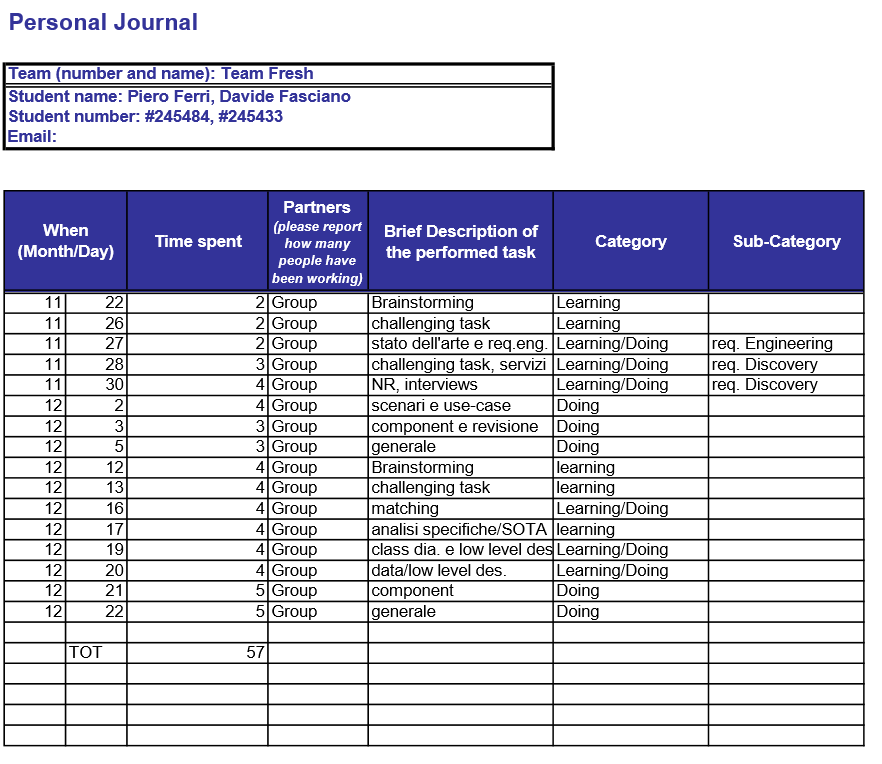 Personal Journal
Team (number and name): Team Fresh
Student name: Piero Ferri, Davide Fasciano
Student number: #245484, #245433
Email:
When
(Month/Day)
Time spent
Partners
(please report
how many
people have
been working)
Brief Description of
the performed task
Category
Sub-Category
11 22 2 Group Brainstorming Learning
11 26 2 Group challenging task Learning
11 27 2 Group stato dell'arte e req.eng. Learning/Doing req. Engineering
11 28 3 Group challenging task, servizi Learning/Doing req. Discovery
11 30 4 Group NR, interviews Learning/Doing req. Discovery
12 2 4 Group scenari e use-case Doing
12 3 3 Group component e revisione Doing
12 5 3 Group generale Doing
12 12 4 Group Brainstorming learning
12 13 4 Group challenging task learning
12 16 4 Group matching Learning/Doing
12 17 4 Group analisi specifiche/SOTA learning
12 19 4 Group class dia. e low level des Learning/Doing
12 20 4 Group data/low level des. Learning/Doing
12 21 5 Group component Doing
12 22 5 Group generale Doing
TOT 57